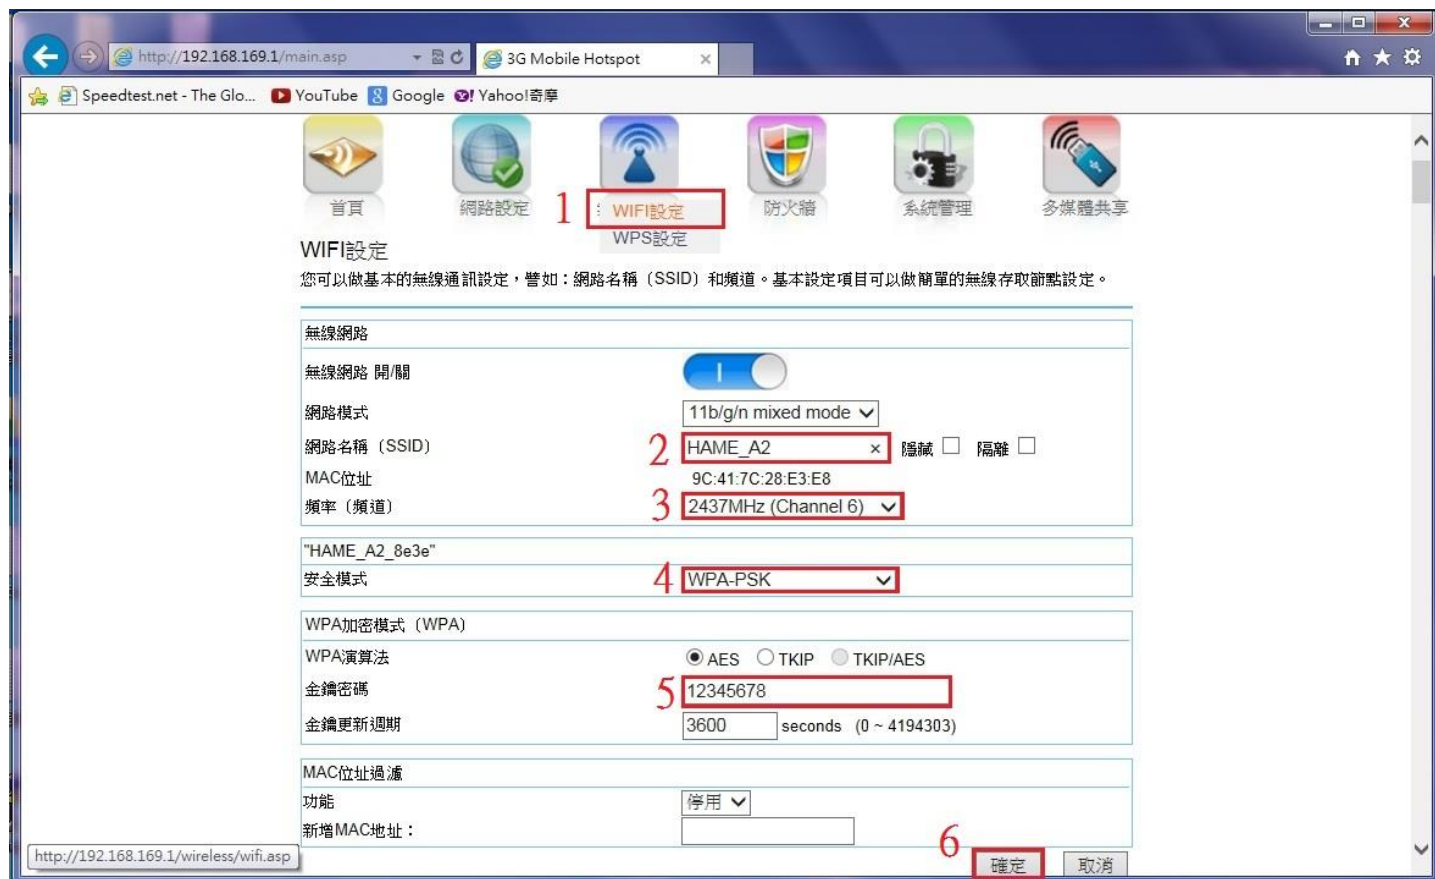 http://192.168.169.1/main.asp 3G Mobile Hotspot
Speedtest.net - The Glo... YouTube Google Yahoo!奇摩
首頁 網路設定 防火牆 系統管理 多媒體共享
1 WIFI設定
WPS設定
WIFI設定
您可以做基本的無線通訊設定,譬如:網路名稱(SSID)和頻道。基本設定項目可以做簡單的無線存取節點設定。
無線網路
無線網路 開/關
網路模式 11b/g/n mixed mode
網路名稱(SSID) 2 HAME_A2 × 隱藏 隔離
MAC位址 9C:41:7C:28:E3:E8
頻率(頻道) 3 2437MHz (Channel 6)
"HAME_A2_8e3e"
安全模式 4 WPA-PSK
WPA加密模式(WPA)
WPA演算法 AES TKIP TKIP/AES
金鑰密碼 5 12345678
金鑰更新週期 3600 seconds (0 ~ 4194303)
MAC位址過濾
功能 停用
新增MAC地址:
http://192.168.169.1/wireless/wifi.asp 6 確定 取消